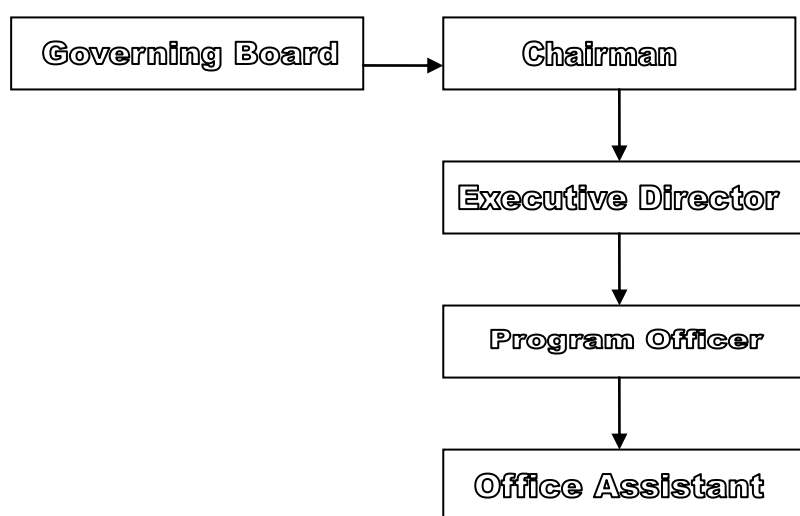 Governing Board
Chairman
Executive Director
Program Officer
Office Assistant